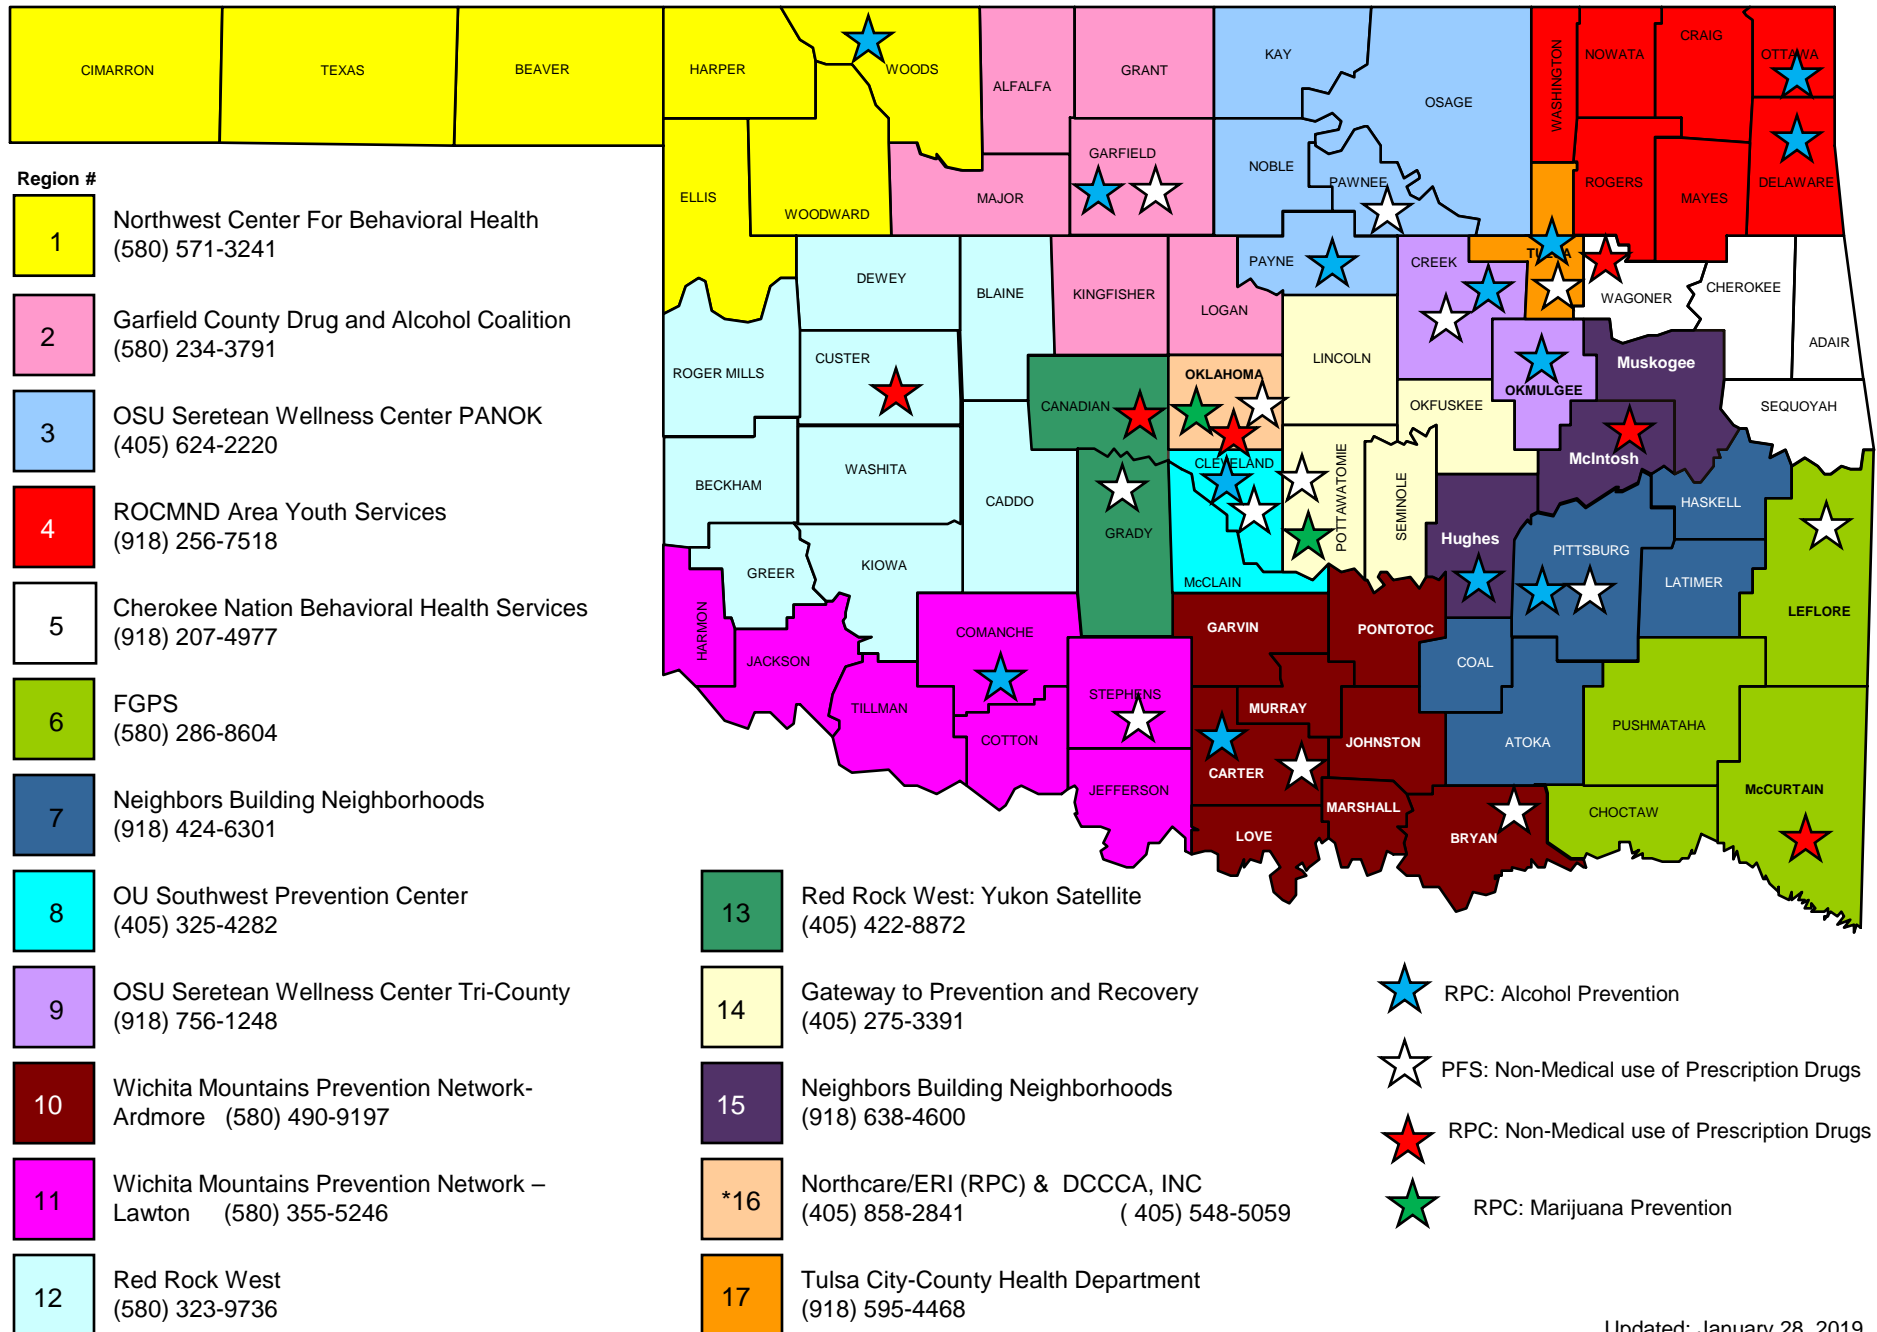 CIMARRON
TEXAS
BEAVER
HARPER
WOODS
ALFALFA
GRANT
KAY
OSAGE
WASHINGTON
NOWATA
CRAIG
OTTAWA
ELLIS
WOODWARD
MAJOR
GARFIELD
NOBLE
PAWNEE
ROGERS
MAYES
DELAWARE
DEWEY
BLAINE
KINGFISHER
LOGAN
PAYNE
CREEK
TULSA
WAGONER
CHEROKEE
ADAIR
ROGER MILLS
CUSTER
CANADIAN
OKLAHOMA
LINCOLN
OKFUSKEE
OKMULGEE
Muskogee
SEQUOYAH
BECKHAM
WASHITA
CADDO
GRADY
CLEVELAND
McCLAIN
POTTAWATOMIE
SEMINOLE
Hughes
McIntosh
PITTSBURG
HASKELL
LATIMER
LEFLORE
HARMON
GREER
KIOWA
JACKSON
TILLMAN
COMANCHE
COTTON
STEPHENS
JEFFERSON
GARVIN
MURRAY
CARTER
LOVE
PONTOTOC
JOHNSTON
MARSHALL
BRYAN
COAL
ATOKA
PUSHMATAHA
CHOCTAW
McCURTAIN
Region #
1
Northwest Center For Behavioral Health
(580) 571-3241
2
Garfield County Drug and Alcohol Coalition
(580) 234-3791
3
OSU Seretean Wellness Center PANOK
(405) 624-2220
4
ROCMND Area Youth Services
(918) 256-7518
5
Cherokee Nation Behavioral Health Services
(918) 207-4977
6
FGPS
(580) 286-8604
7
Neighbors Building Neighborhoods
(918) 424-6301
8
OU Southwest Prevention Center
(405) 325-4282
9
OSU Seretean Wellness Center Tri-County
(918) 756-1248
10
Wichita Mountains Prevention Network-
Ardmore (580) 490-9197
11
Wichita Mountains Prevention Network –
Lawton (580) 355-5246
12
Red Rock West
(580) 323-9736
13
Red Rock West: Yukon Satellite
(405) 422-8872
14
Gateway to Prevention and Recovery
(405) 275-3391
15
Neighbors Building Neighborhoods
(918) 638-4600
*16
Northcare/ERI (RPC) & DCCCA, INC
(405) 858-2841 ( 405) 548-5059
17
Tulsa City-County Health Department
(918) 595-4468
RPC: Alcohol Prevention
PFS: Non-Medical use of Prescription Drugs
RPC: Non-Medical use of Prescription Drugs
RPC: Marijuana Prevention
Updated: January 28, 2019